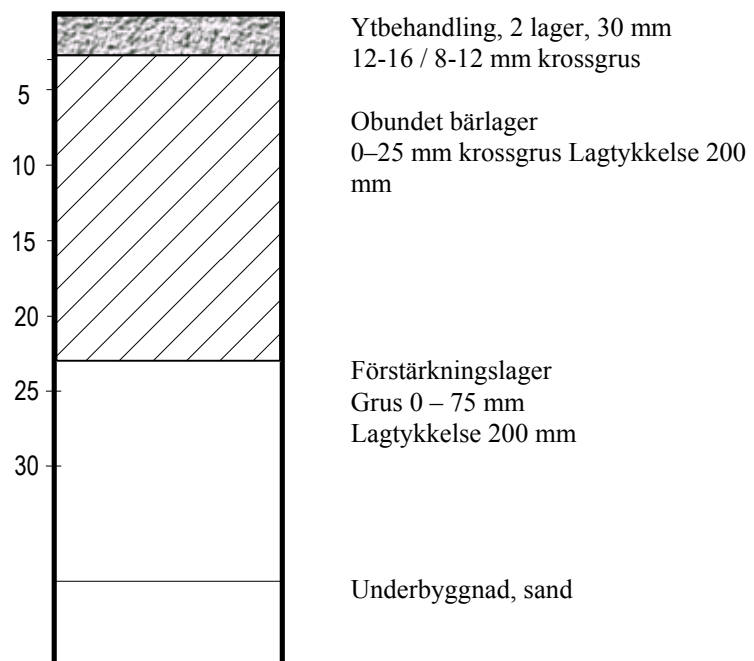 Ytbehandling, 2 lager, 30 mm
12-16 / 8-12 mm krossgrus
5
Obundet bärlager
0–25 mm krossgrus Lagtykkelse 200
mm
10
15
20
Förstärkningslager
Grus 0 – 75 mm
Lagtykkelse 200 mm
25
30
Underbyggnad, sand